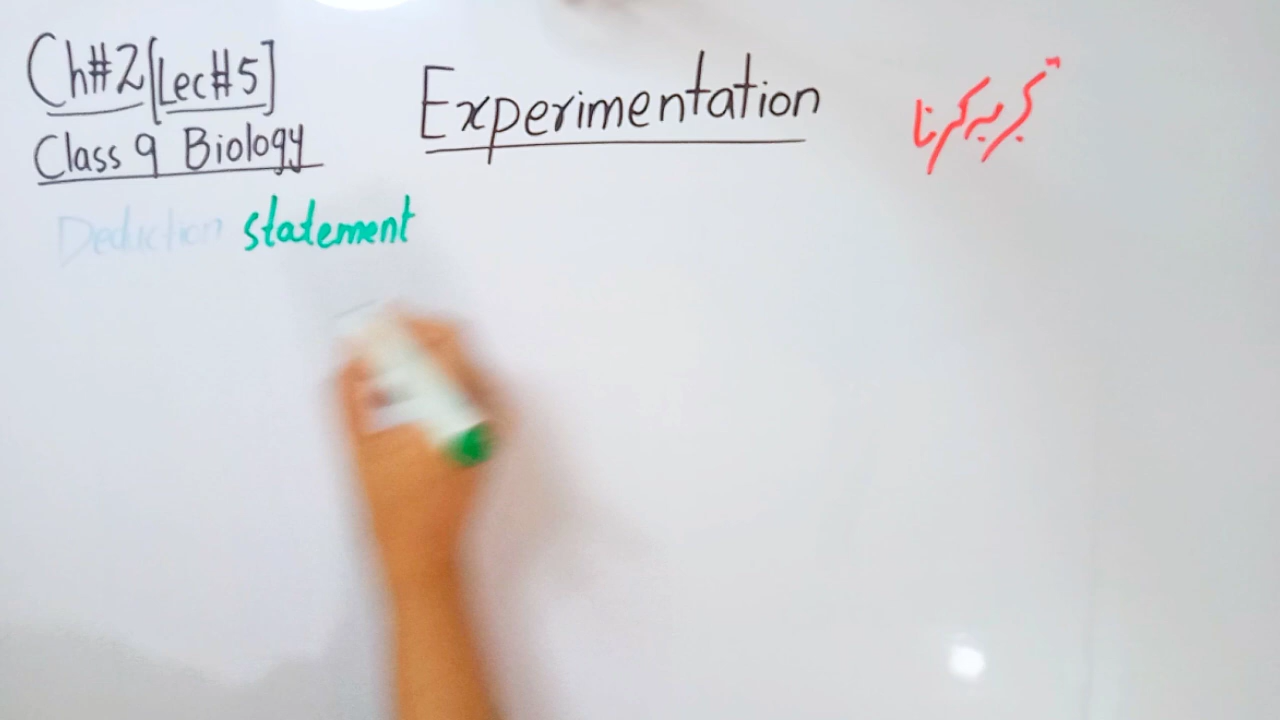 Ch#2[Lec#5]
Class 9 Biology
Experimentation
تجربہ کرنا
Deduction statement